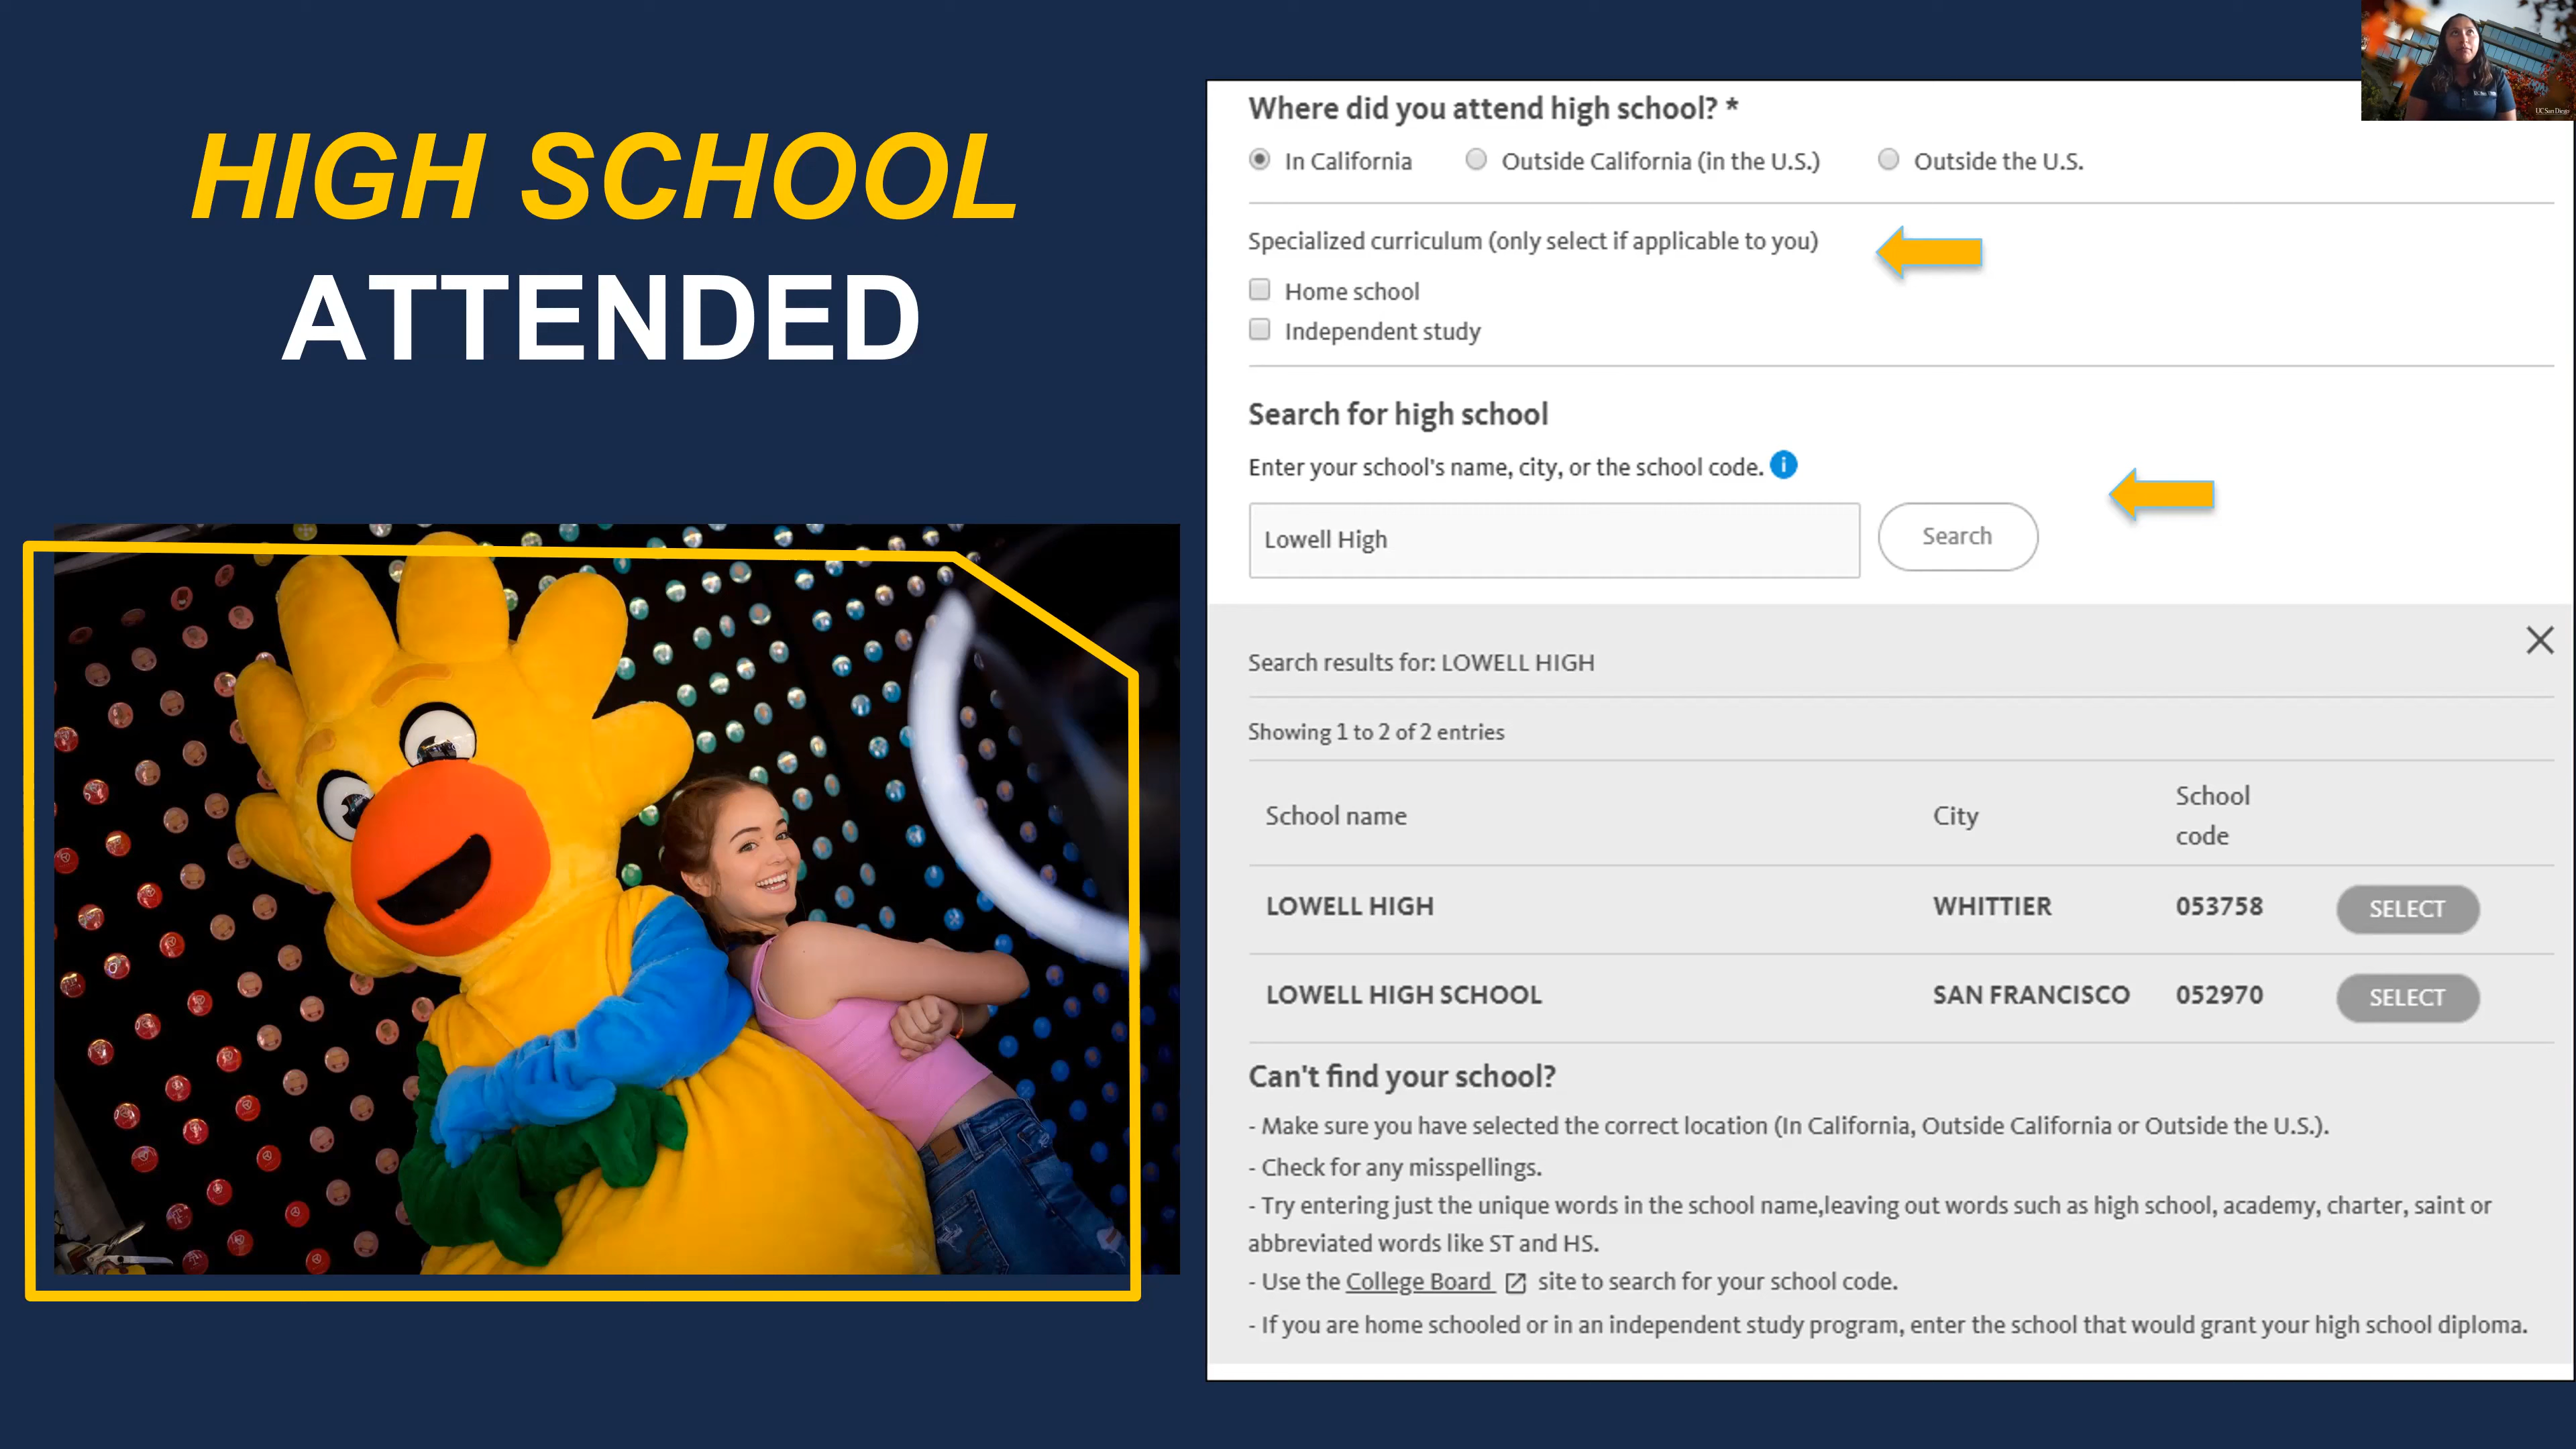 HIGH SCHOOL
ATTENDED
Where did you attend high school? *
In California
Outside California (in the U.S.)
Outside the U.S.
Specialized curriculum (only select if applicable to you)
Home school
Independent study
Search for high school
Enter your school's name, city, or the school code.
Lowell High
Search
Search results for: LOWELL HIGH
Showing 1 to 2 of 2 entries
School name
City
School
code
LOWELL HIGH
WHITTIER
053758
SELECT
LOWELL HIGH SCHOOL
SAN FRANCISCO
052970
SELECT
Can't find your school?
- Make sure you have selected the correct location (In California, Outside California or Outside the U.S.).
- Check for any misspellings.
- Try entering just the unique words in the school name,leaving out words such as high school, academy, charter, saint or
abbreviated words like ST and HS.
- Use the College Board site to search for your school code.
- If you are home schooled or in an independent study program, enter the school that would grant your high school diploma.
UC San Diego